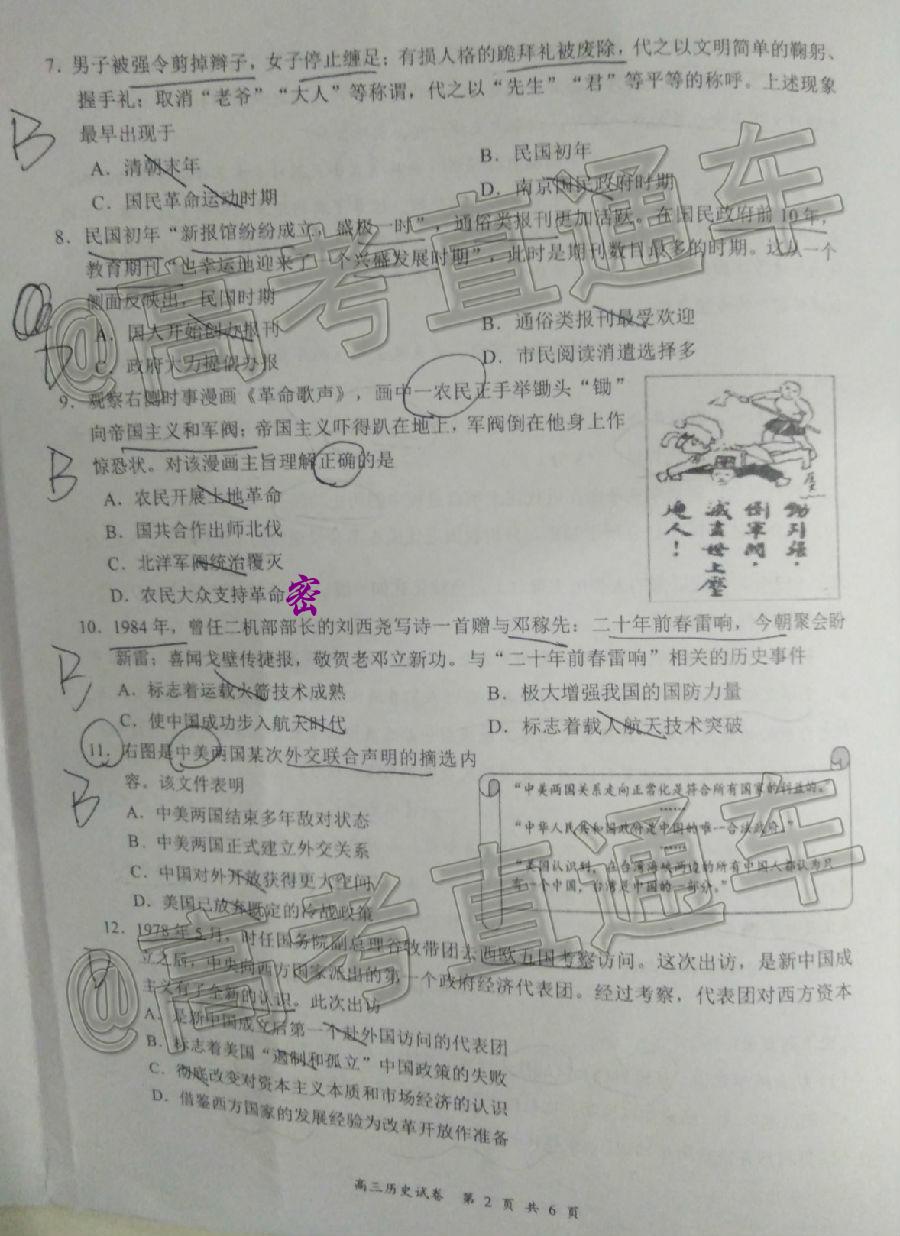 7. 男子被强令剪掉辫子，女子停止缠足；有损人格的跪拜礼被废除，代之以文明简单的鞠躬、
握手礼；取消“老爷”“大人”等称谓，代之以“先生”“君”等平等的称呼。上述现象
最早出现于
B
A. 清朝末年
B. 民国初年
C. 国民革命运动时期
D. 南京国民政府时期
8. 民国初年“新报馆纷纷成立，盛极一时”，通俗类报刊更加活跃。在国民政府前10年，
教育期刊“也幸运地迎来了一个兴盛发展时期”，此时是期刊数目最多的时期。这从一个
侧面反映出，民国时期
D
A. 国人开始创办报刊
B. 通俗类报刊最受欢迎
C. 政府大力提倡办报
D. 市民阅读消遣选择多
9. 观察右侧时事漫画《革命歌声》，画中一农民正手举锄头“锄”
向帝国主义和军阀；帝国主义吓得趴在地上，军阀倒在他身上作
惊恐状。对该漫画主旨理解正确的是
B
A. 农民开展土地革命
B. 国共合作出师北伐
C. 北洋军阀统治覆灭
D. 农民大众支持革命
密
倒軍閥，
滅盡世上壓
人！
10. 1984年，曾任二机部部长的刘西尧写诗一首赠与邓稼先：二十年前春雷响，今朝聚会盼
新雷；喜闻戈壁传捷报，敬贺老邓立新功。与“二十年前春雷响”相关的历史事件
B
A. 标志着运载火箭技术成熟
B. 极大增强我国的国防力量
C. 使中国成功步入航天时代
D. 标志着载人航天技术突破
11. 右图是中美两国某次外交联合声明的摘选内
容。该文件表明
B
A. 中美两国结束多年敌对状态
B. 中美两国正式建立外交关系
C. 中国对外开放获得更大空间
D. 美国已放弃既定的冷战政策
“中美两国关系走向正常化是符合所有国家的利益的。”
……
“中华人民共和国政府是中国的唯一合法政府。”
……
“美国认识到，在台湾海峡两边的所有中国人都认为只
有一个中国，台湾是中国的一部分。”
12. 1978年5月，时任国务院副总理谷牧带团去西欧五国考察访问。这次出访，是新中国成
立之后，中央向西方国家派出的第一个政府经济代表团。经过考察，代表团对西方资本
主义有了全新的认识。此次出访
D
A. 是新中国成立后第一个赴外国访问的代表团
B. 标志着美国“遏制和孤立”中国政策的失败
C. 彻底改变对资本主义本质和市场经济的认识
D. 借鉴西方国家的发展经验为改革开放作准备
高三历史试卷 第2页 共6页
@高考直通车
@高考直通车